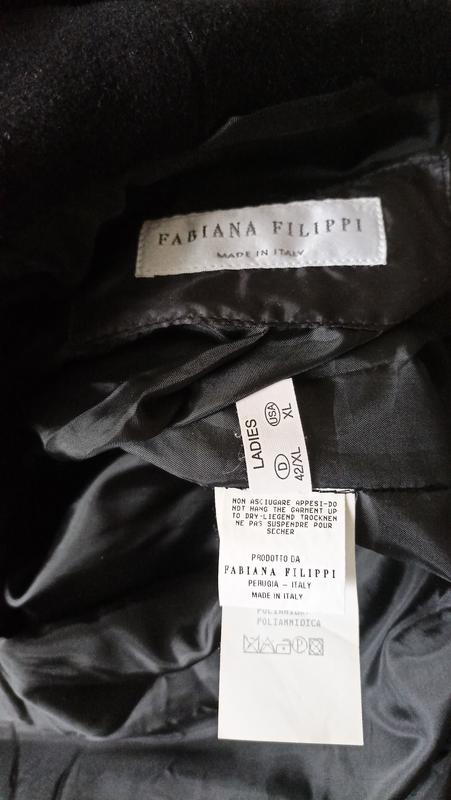 FABIANA FILIPPI
MADE IN ITALY
LADIES
USA
XL
D
42/XL
NON ASCIUGARE APPESI-DO
NOT HANG THE GARMENT UP
TO DRY-LIEGEND TROCKNEN
NE PAS SUSPENDRE POUR
SECHER
PRODOTTO DA
FABIANA FILIPPI
PERUGIA - ITALY
MADE IN ITALY
POLIAMMIDICA
P